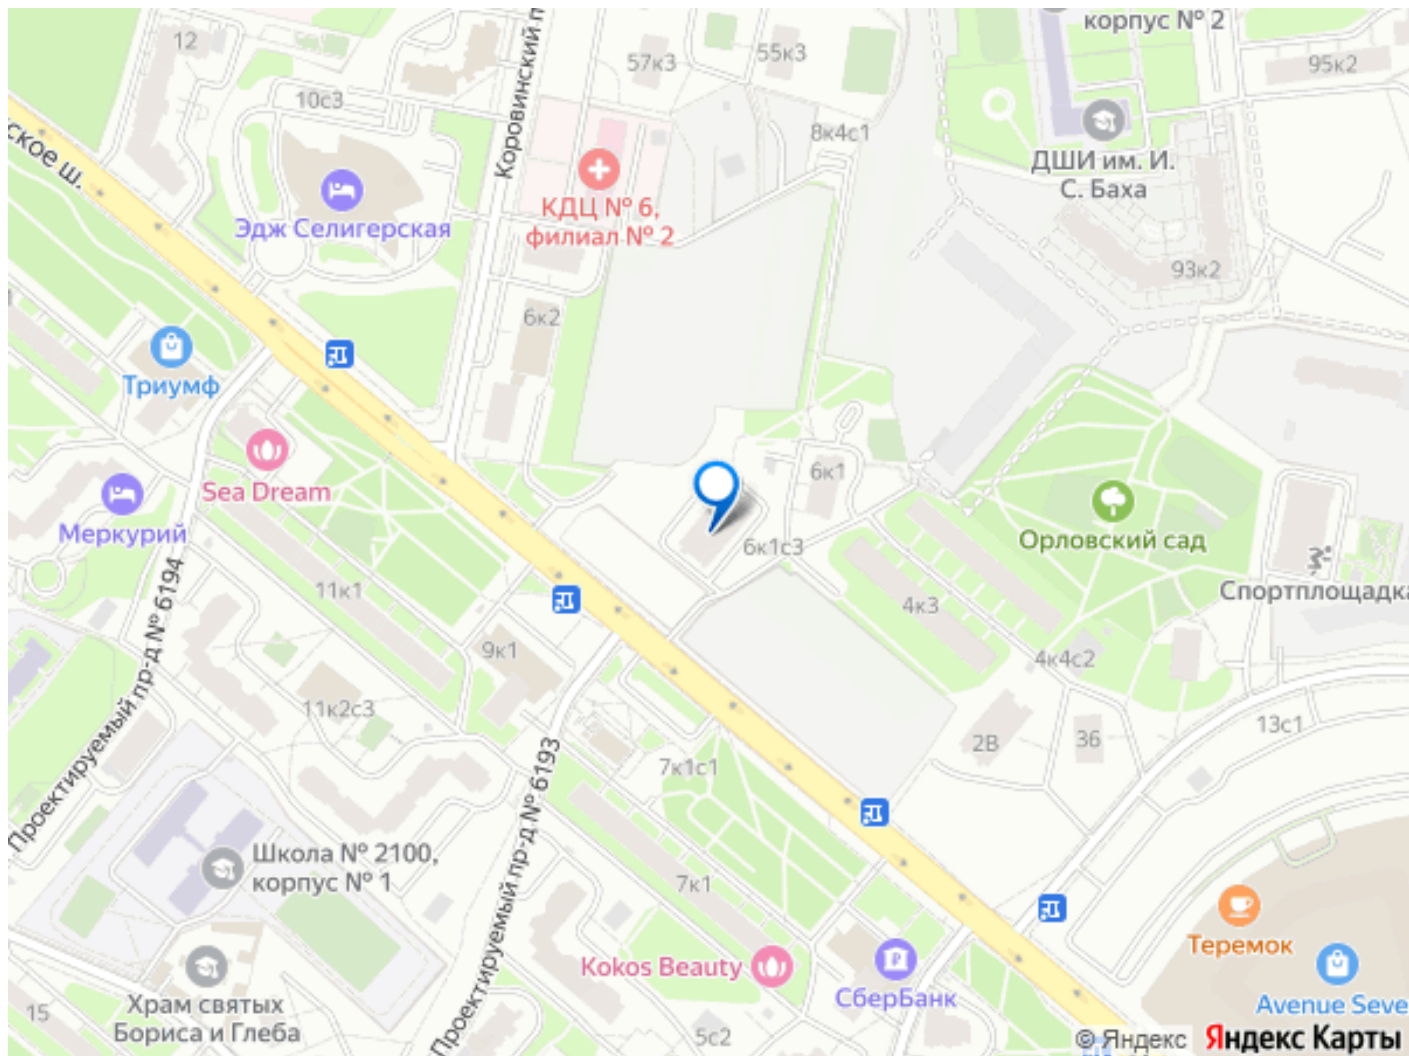 корпус № 2
12
57к3
55к3
95к2
10с3
Коровинский п
8к4с1
ское ш.
ДШИ им. И.
С. Баха
Эдж Селигерская
КДЦ № 6,
филиал № 2
93к2
6к2
Триумф
6к1
Sea Dream
Меркурий
Орловский сад
6к1с3
Спортплощадка
11к1
4к3
9к1
4к4с2
Проектируемый пр-д № 6194
11к2с3
13с1
2В
36
7к1с1
Проектируемый пр-д № 6193
Школа № 2100,
корпус № 1
7к1
Теремок
Kokos Beauty
СберБанк
Avenue Seve
Храм святых
Бориса и Глеба
15
5с2
© Яндекс Яндекс Карты